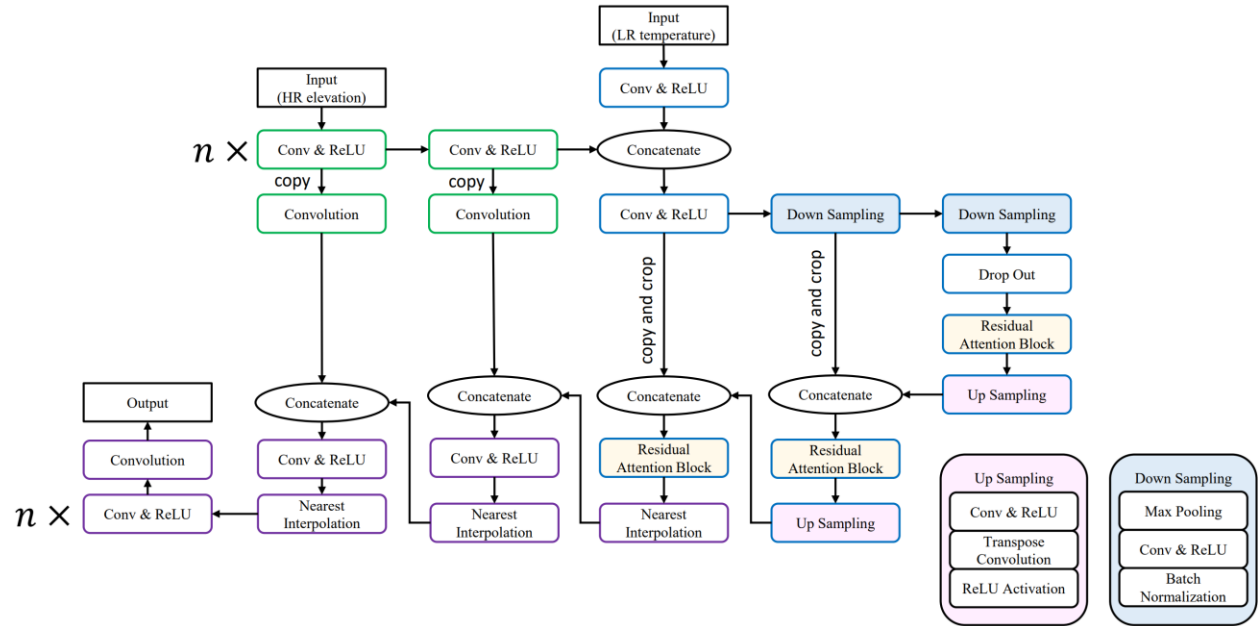 Input
(LR temperature)
Input
(HR elevation)
Conv & ReLU
n ×
Conv & ReLU
Conv & ReLU
Concatenate
copy
copy
Convolution
Convolution
Conv & ReLU
Down Sampling
Down Sampling
copy and crop
copy and crop
Drop Out
Residual
Attention Block
Output
Concatenate
Concatenate
Concatenate
Concatenate
Up Sampling
Convolution
Conv & ReLU
Conv & ReLU
Residual
Attention Block
Residual
Attention Block
n ×
Conv & ReLU
Nearest
Interpolation
Nearest
Interpolation
Nearest
Interpolation
Up Sampling
Up Sampling
Conv & ReLU
Transpose
Convolution
ReLU Activation
Down Sampling
Max Pooling
Conv & ReLU
Batch
Normalization